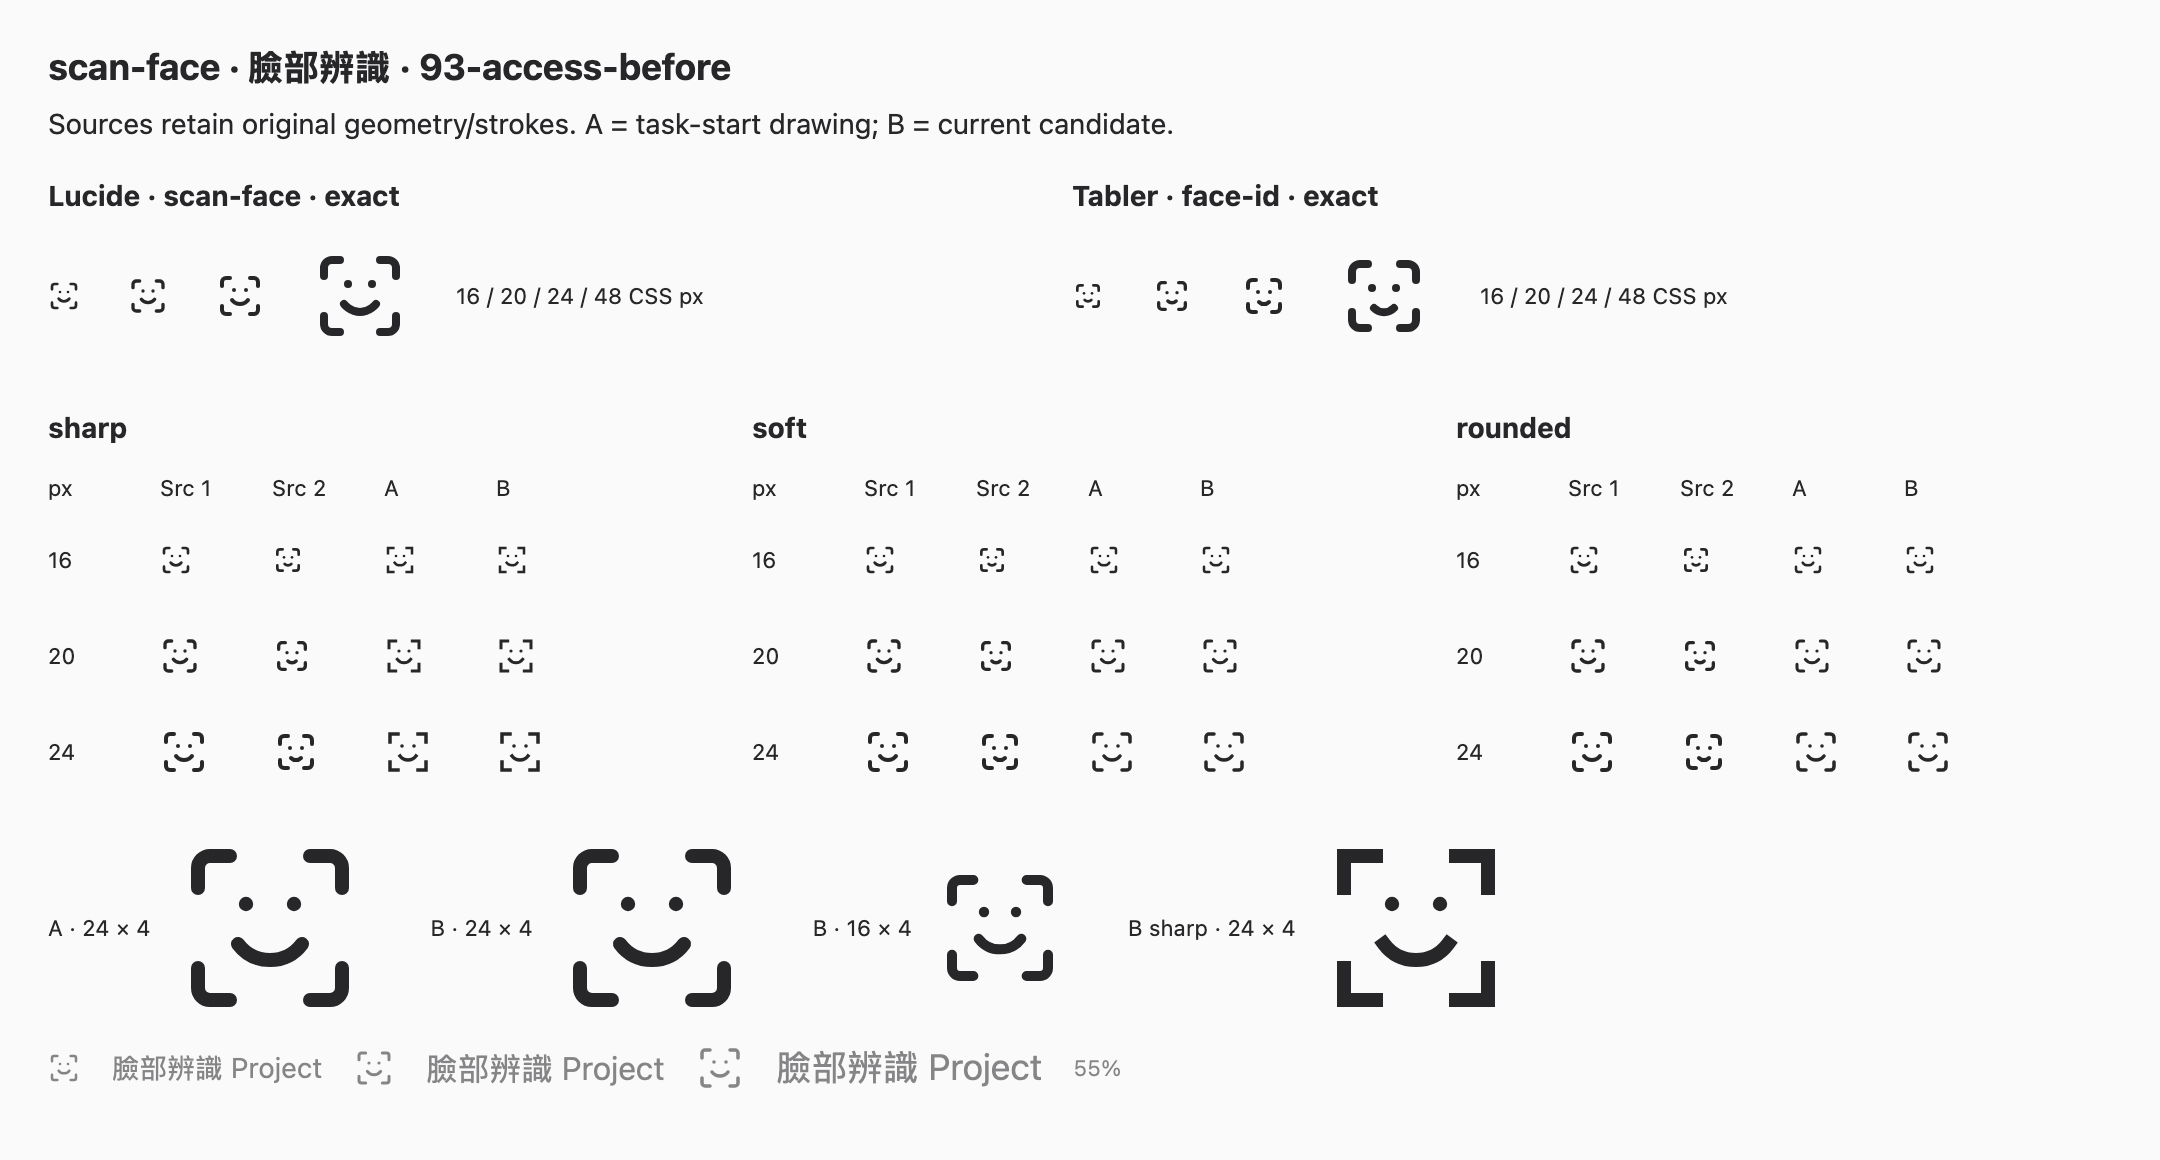 scan-face · 臉部辨識 · 93-access-before
Sources retain original geometry/strokes. A = task-start drawing; B = current candidate.
Lucide · scan-face · exact
16 / 20 / 24 / 48 CSS px
Tabler · face-id · exact
16 / 20 / 24 / 48 CSS px
sharp
px Src 1 Src 2 A B
16
20
24
soft
px Src 1 Src 2 A B
16
20
24
rounded
px Src 1 Src 2 A B
16
20
24
A · 24 × 4
B · 24 × 4
B · 16 × 4
B sharp · 24 × 4
臉部辨識 Project
臉部辨識 Project
臉部辨識 Project
55%